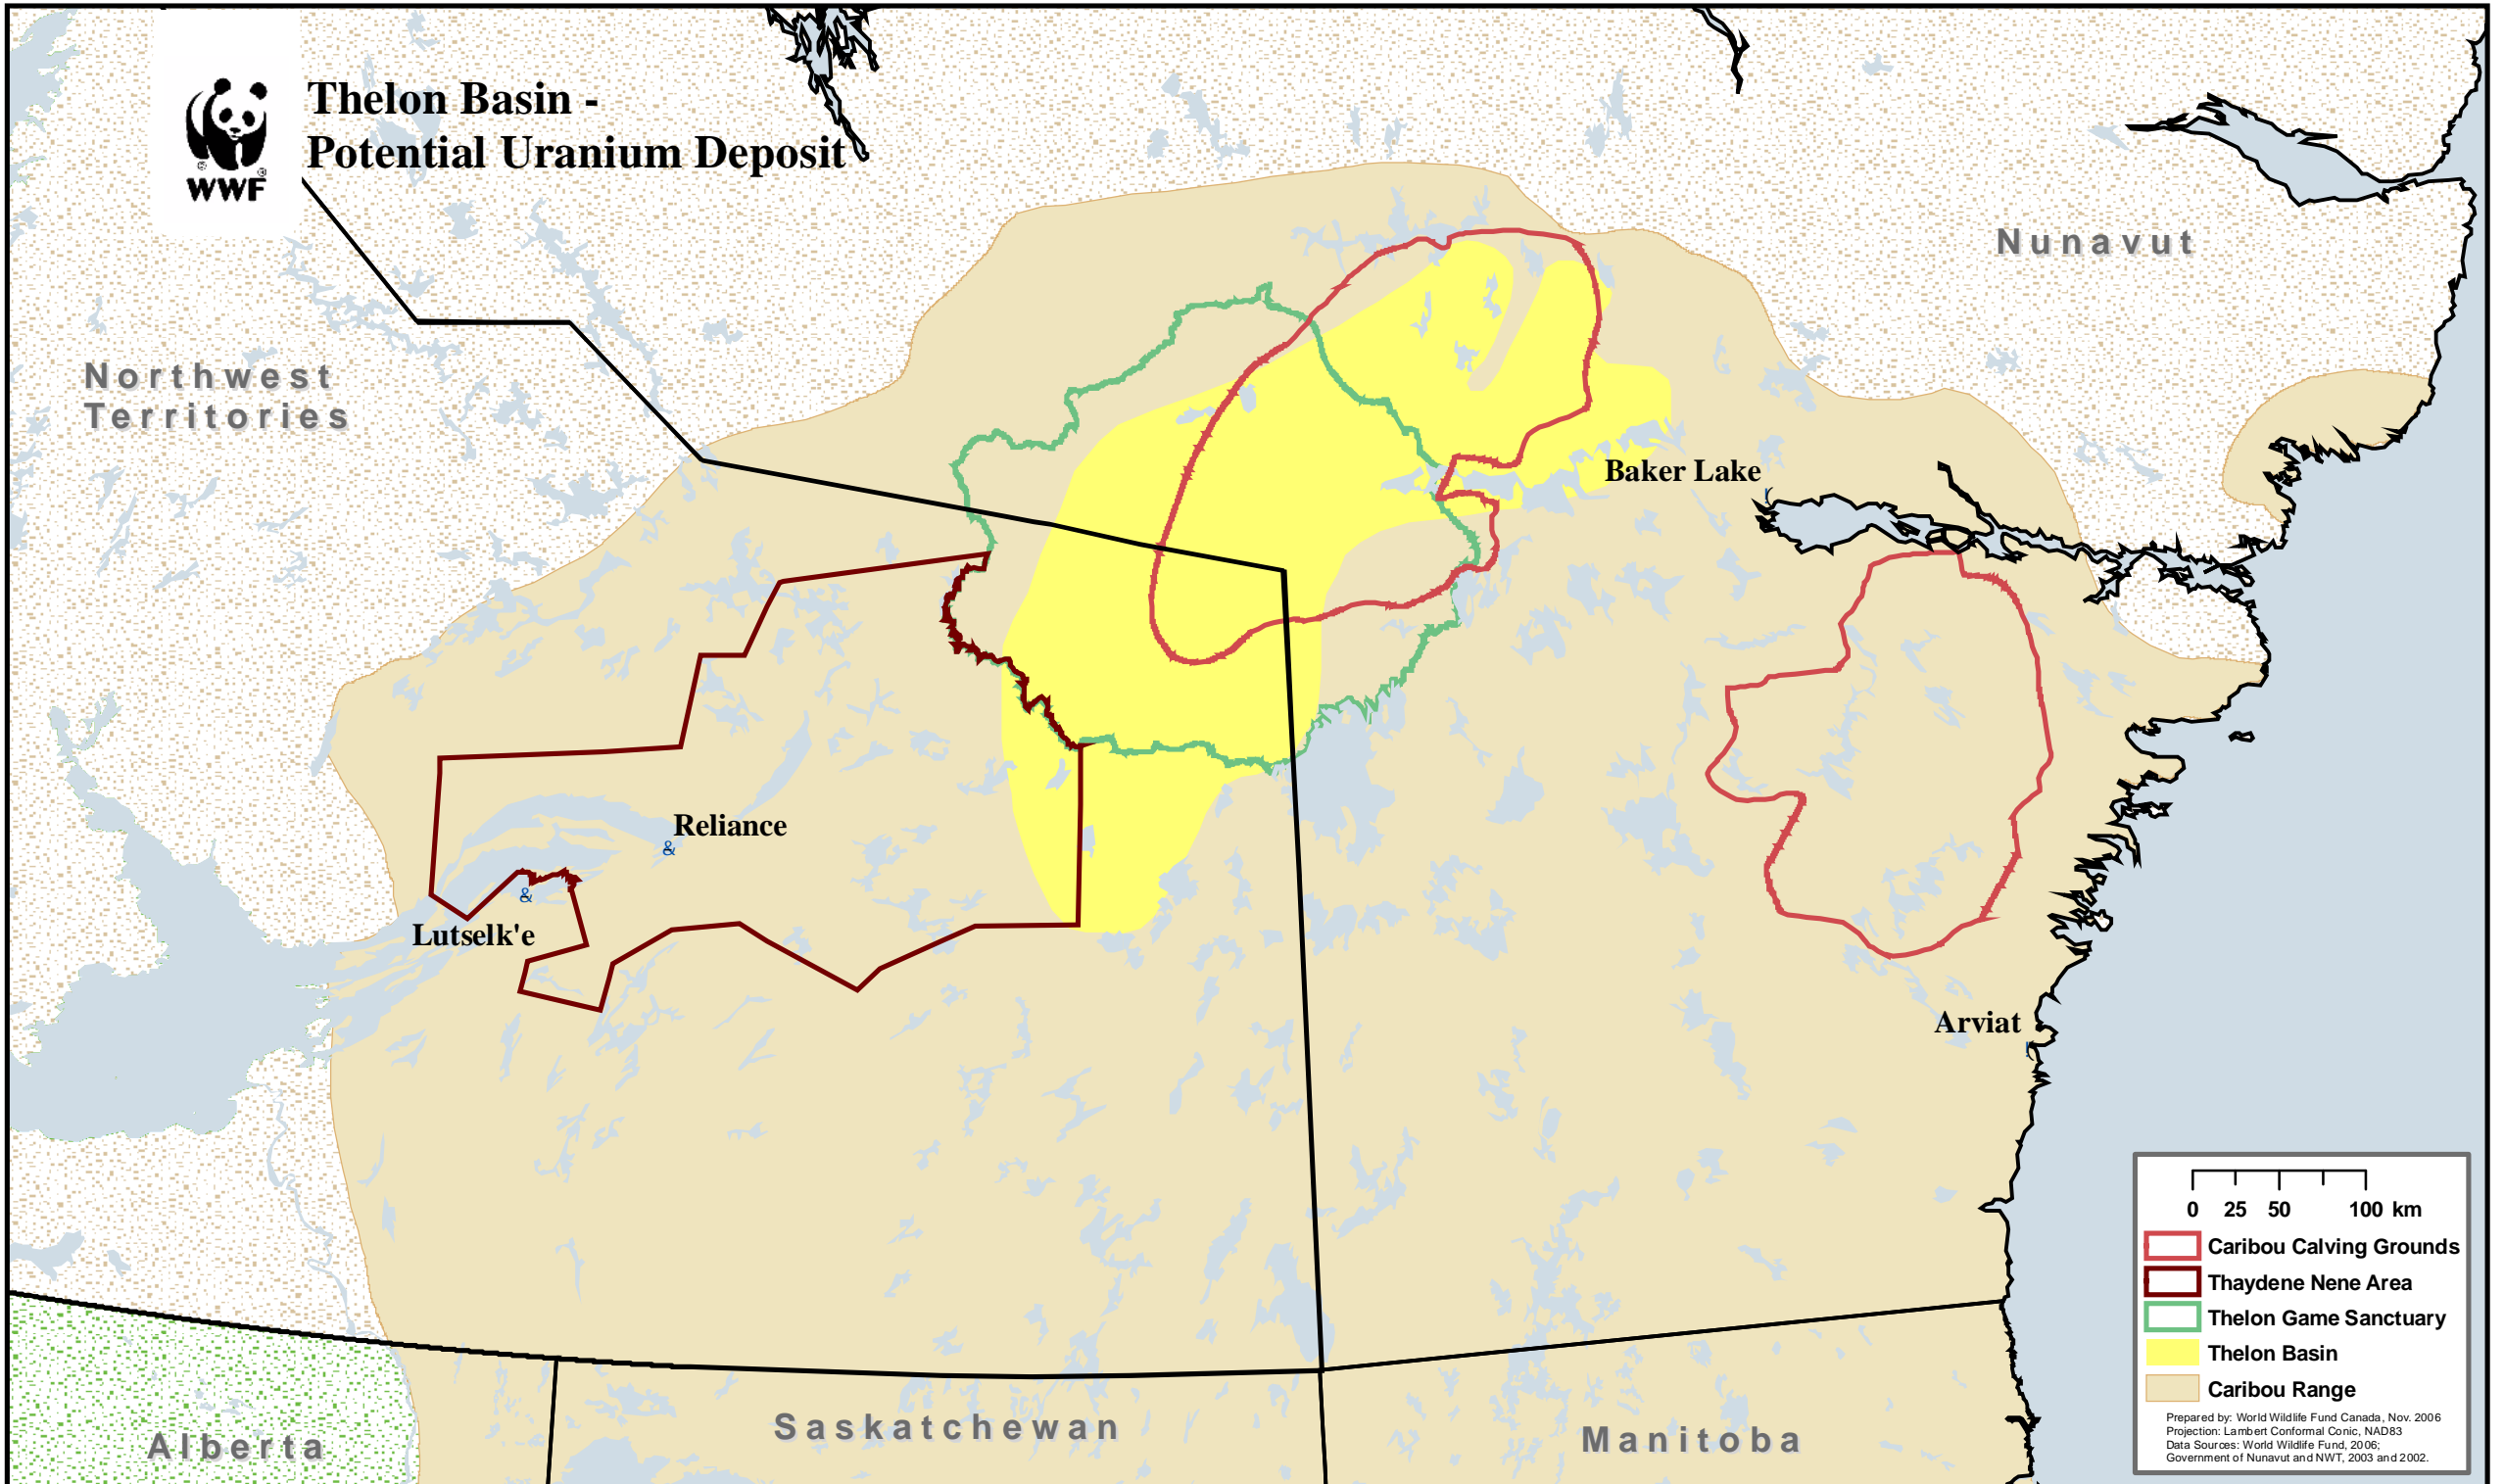 Thelon Basin -
Potential Uranium Deposit
WWF
Nunavut
Northwest
Territories
Baker Lake
Reliance
&
&
Lutselk'e
Arviat
0 25 50 100 km
Caribou Calving Grounds
Thaydene Nene Area
Thelon Game Sanctuary
Thelon Basin
Caribou Range
Prepared by: World Wildlife Fund Canada, Nov. 2006
Projection: Lambert Conformal Conic, NAD83
Data Sources: World Wildlife Fund, 2006;
Government of Nunavut and NWT, 2003 and 2002.
Saskatchewan
Manitoba
Alberta